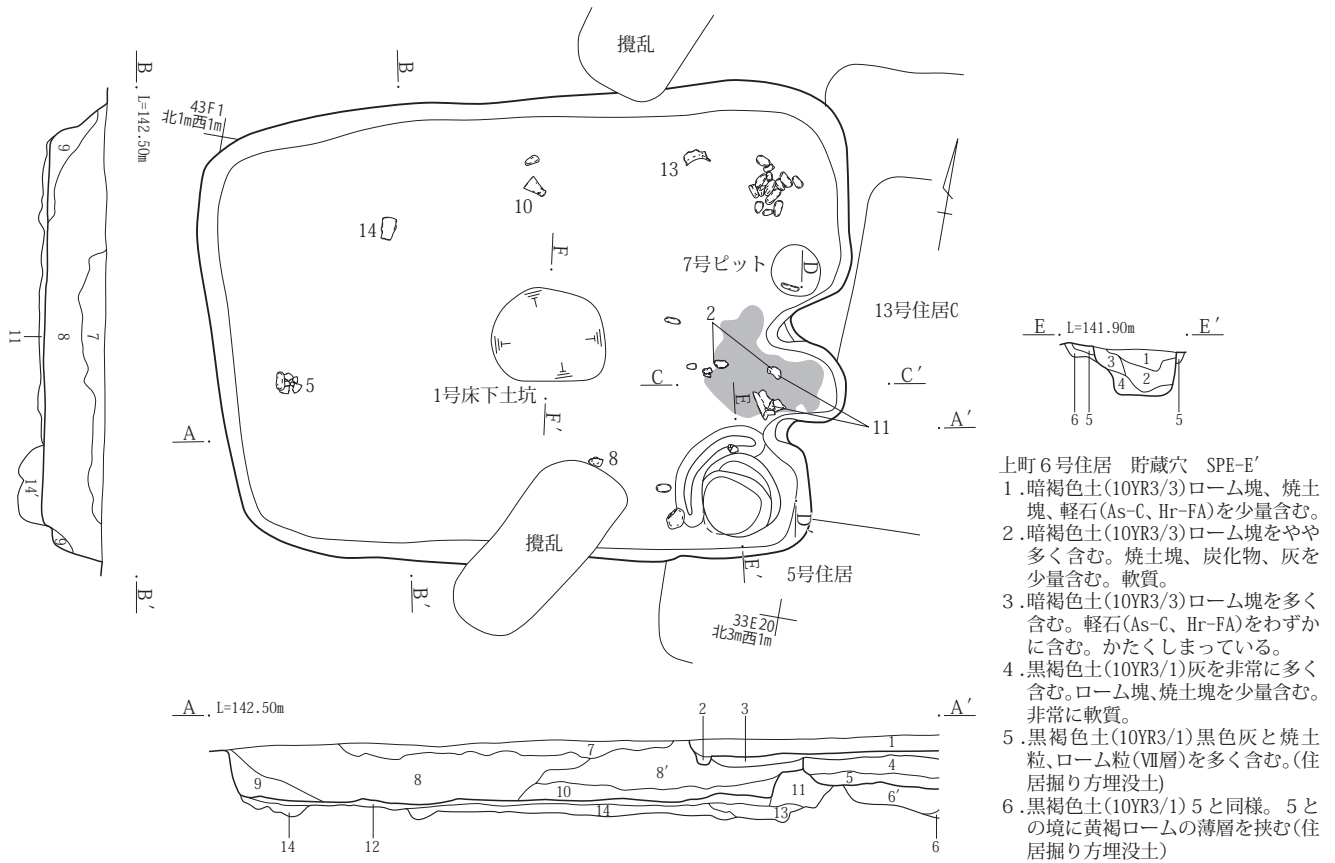 攪乱
B
B
L=142.50m
43F1
北1m西1m
9
7
8
11
14′
9
B′
B′
13
10
14
F
7号ピット
D
2
13号住居C
5
C
C′
E
1号床下土坑
F′
A
A′
11
8
攪乱
D′
E′
5号住居
33E20
北3m西1m
E
L=141.90m
E′
1
3
2
4
6
5
5
A
L=142.50m
2
3
A′
1
7
4
8
8′
5
9
10
11
6′
14
13
14
12
6
上町６号住居　貯蔵穴　SPE-E′
１.暗褐色土(10YR3/3)ローム塊、焼土
塊、軽石(As-C、Hr-FA)を少量含む。
２.暗褐色土(10YR3/3)ローム塊をやや
多く含む。焼土塊、炭化物、灰を
少量含む。軟質。
３.暗褐色土(10YR3/3)ローム塊を多く
含む。軽石(As-C、Hr-FA)をわずか
に含む。かたくしまっている。
４.黒褐色土(10YR3/1)灰を非常に多く
含む。ローム塊、焼土塊を少量含む。
非常に軟質。
５.黒褐色土(10YR3/1)黒色灰と焼土
粒、ローム粒(Ⅶ層)を多く含む。(住
居掘り方埋没土)
６.黒褐色土(10YR3/1)５と同様。５と
の境に黄褐ロームの薄層を挟む(住
居掘り方埋没土)